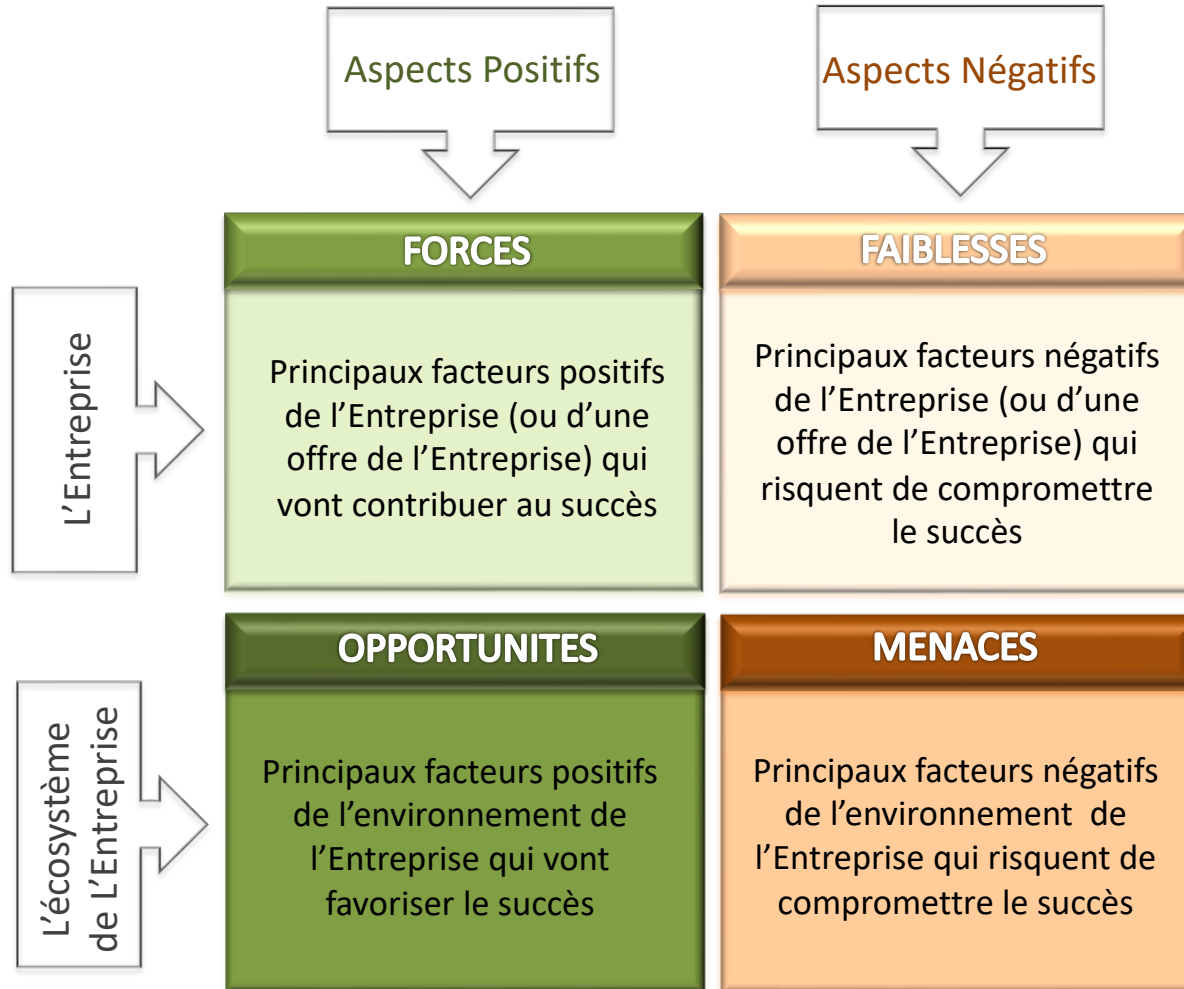 Aspects Positifs
Aspects Négatifs
FORCES
FAIBLESSES
L’Entreprise
Principaux facteurs positifs
de l’Entreprise (ou d’une
offre de l’Entreprise) qui
vont contribuer au succès
Principaux facteurs négatifs
de l’Entreprise (ou d’une
offre de l’Entreprise) qui
risquent de compromettre
le succès
OPPORTUNITES
MENACES
L’écosystème
de L’Entreprise
Principaux facteurs positifs
de l’environnement de
l’Entreprise qui vont
favoriser le succès
Principaux facteurs négatifs
de l’environnement de
l’Entreprise qui risquent de
compromettre le succès